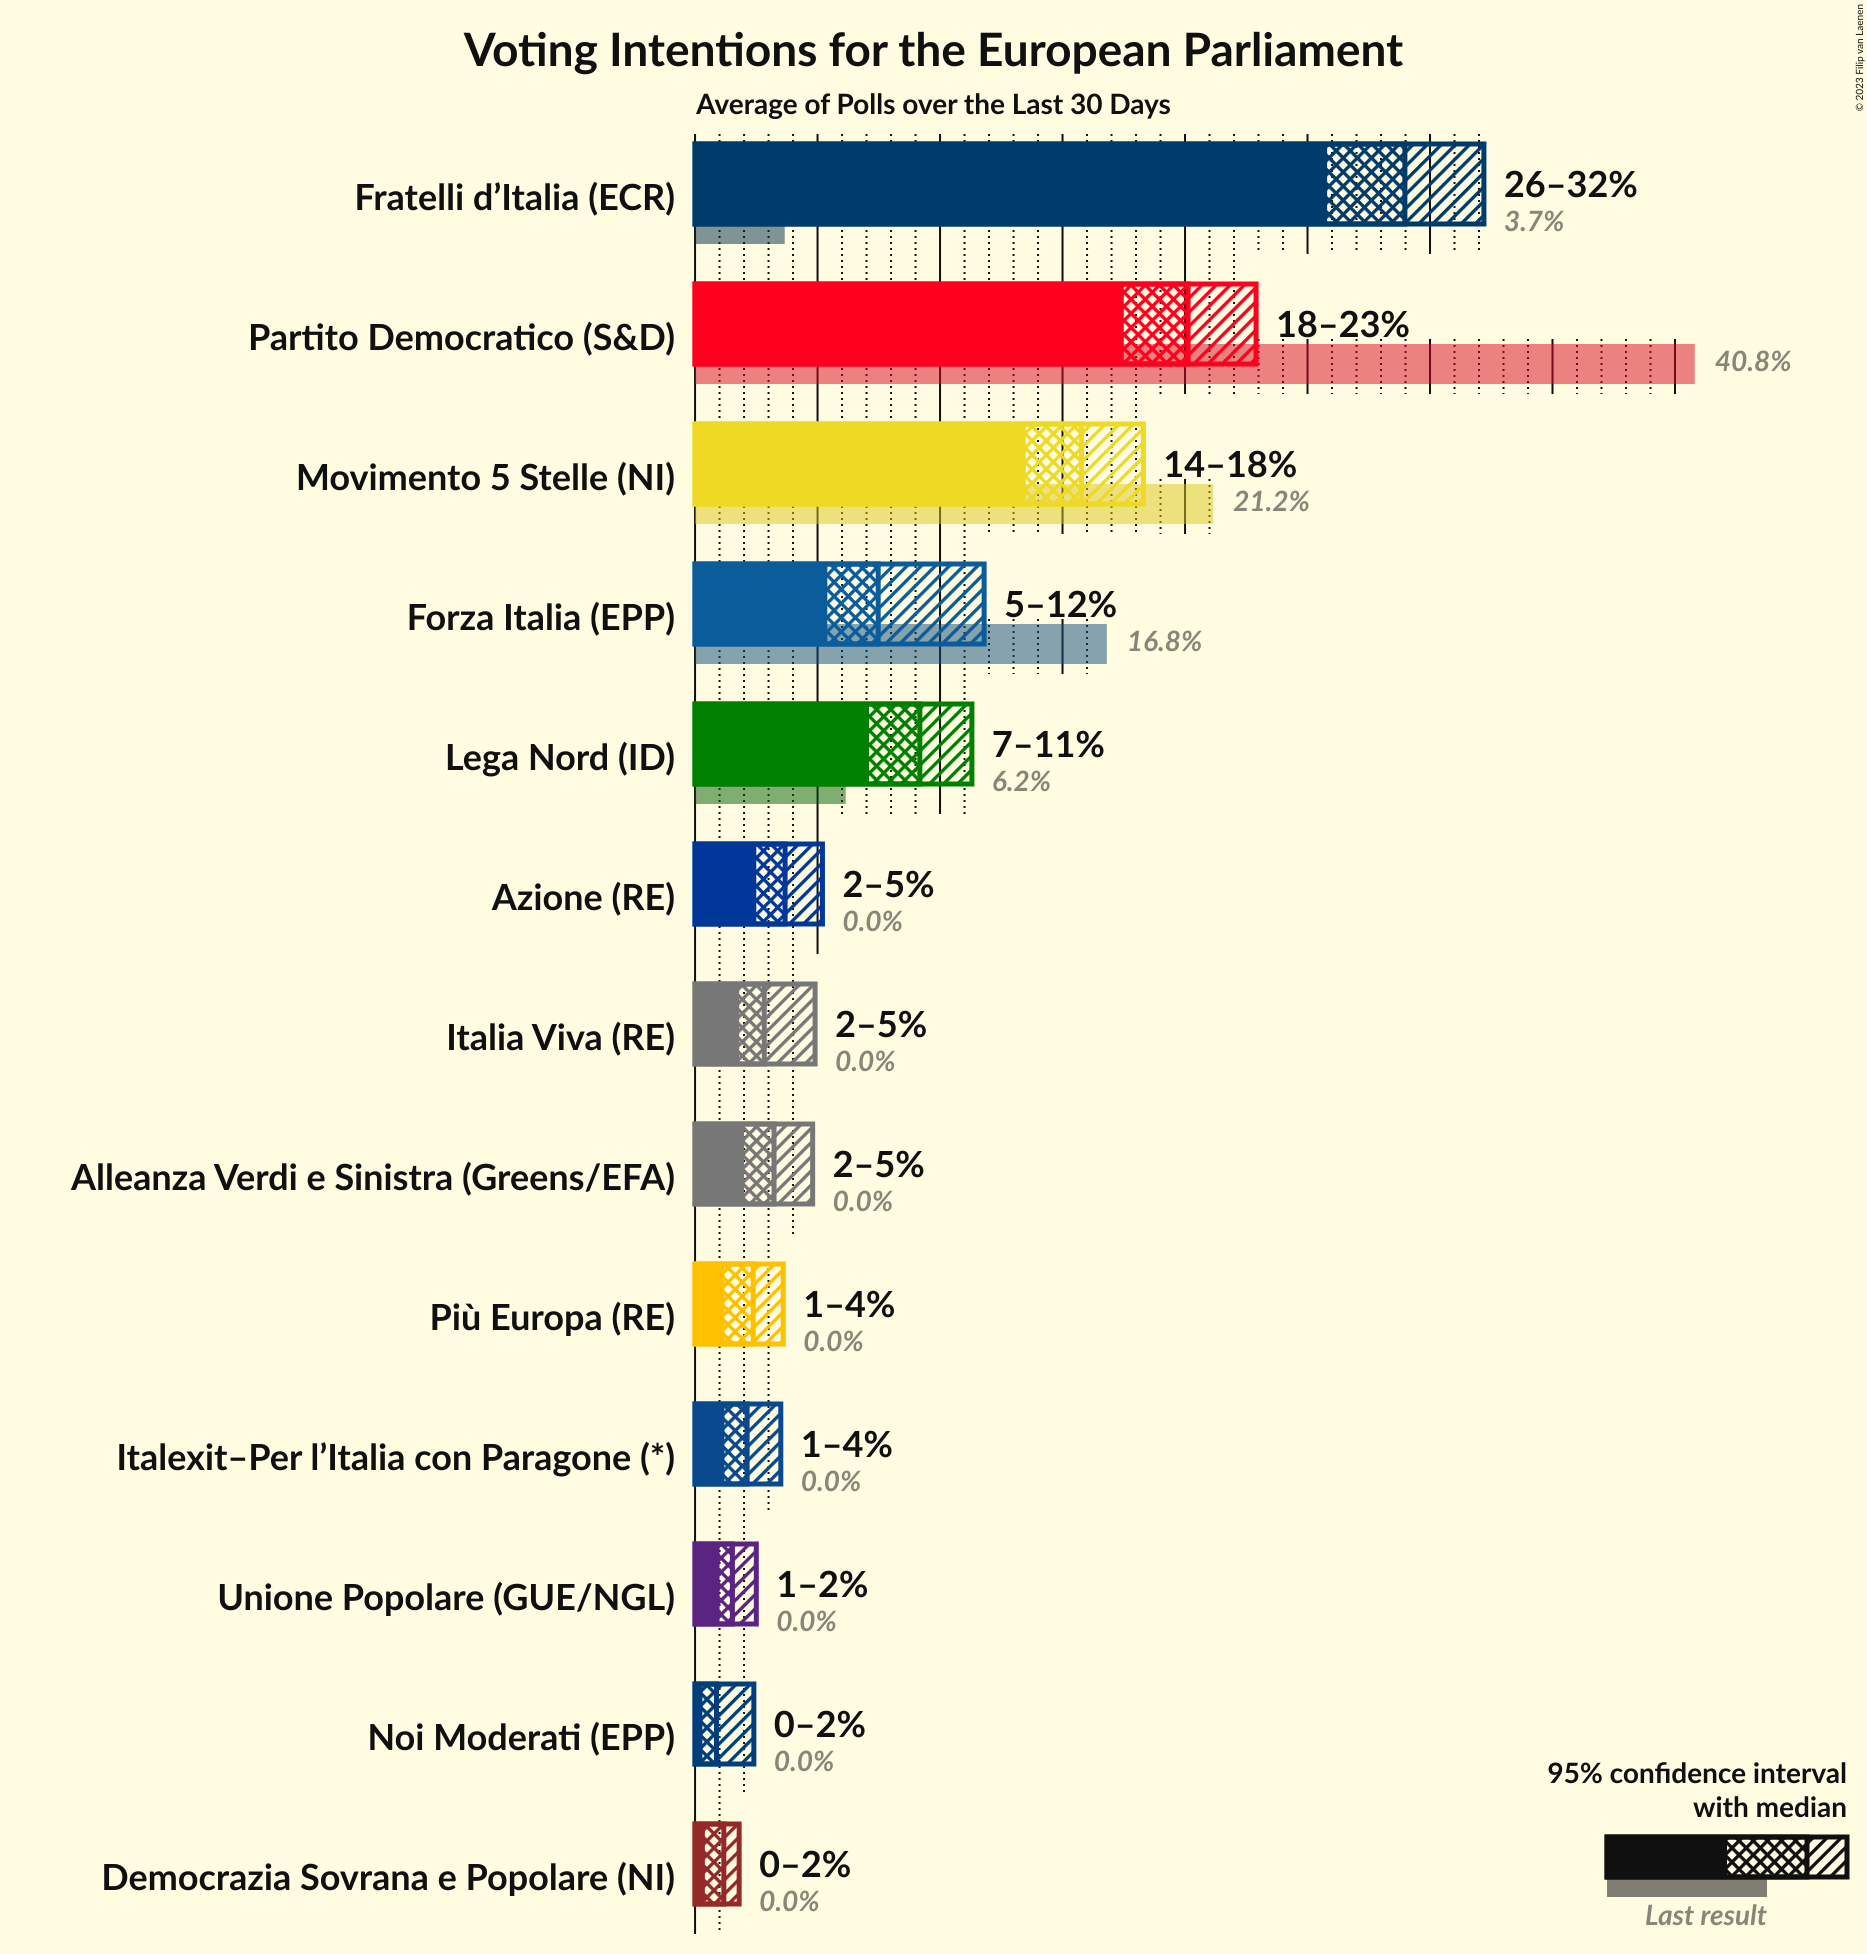 Voting Intentions for the European Parliament
Average of Polls over the Last 30 Days
© 2023 Filip van Laenen
Fratelli d’Italia (ECR)
26–32%
3.7%
Partito Democratico (S&D)
18–23%
40.8%
Movimento 5 Stelle (NI)
14–18%
21.2%
Forza Italia (EPP)
5–12%
16.8%
Lega Nord (ID)
7–11%
6.2%
Azione (RE)
2–5%
0.0%
Italia Viva (RE)
2–5%
0.0%
Alleanza Verdi e Sinistra (Greens/EFA)
2–5%
0.0%
Più Europa (RE)
1–4%
0.0%
Italexit–Per l’Italia con Paragone (*)
1–4%
0.0%
Unione Popolare (GUE/NGL)
1–2%
0.0%
Noi Moderati (EPP)
0–2%
0.0%
Democrazia Sovrana e Popolare (NI)
0–2%
0.0%
95% confidence interval
with median
Last result